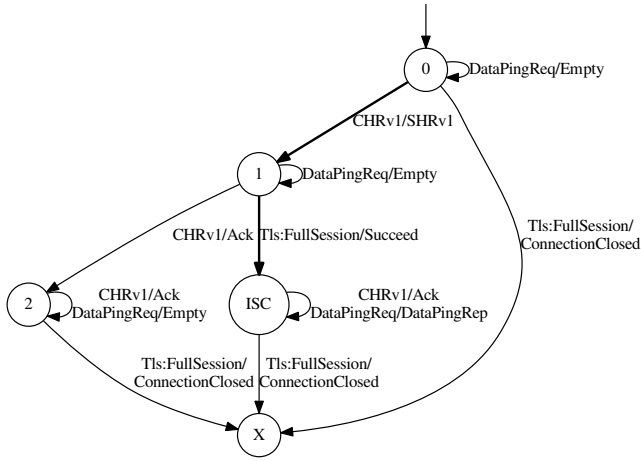 0
DataPingReq/Empty
CHRv1/SHRv1
1
DataPingReq/Empty
Tls:FullSession/
ConnectionClosed
CHRv1/Ack
Tls:FullSession/Succeed
2
CHRv1/Ack
DataPingReq/Empty
ISC
CHRv1/Ack
DataPingReq/DataPingRep
Tls:FullSession/
ConnectionClosed
Tls:FullSession/
ConnectionClosed
X